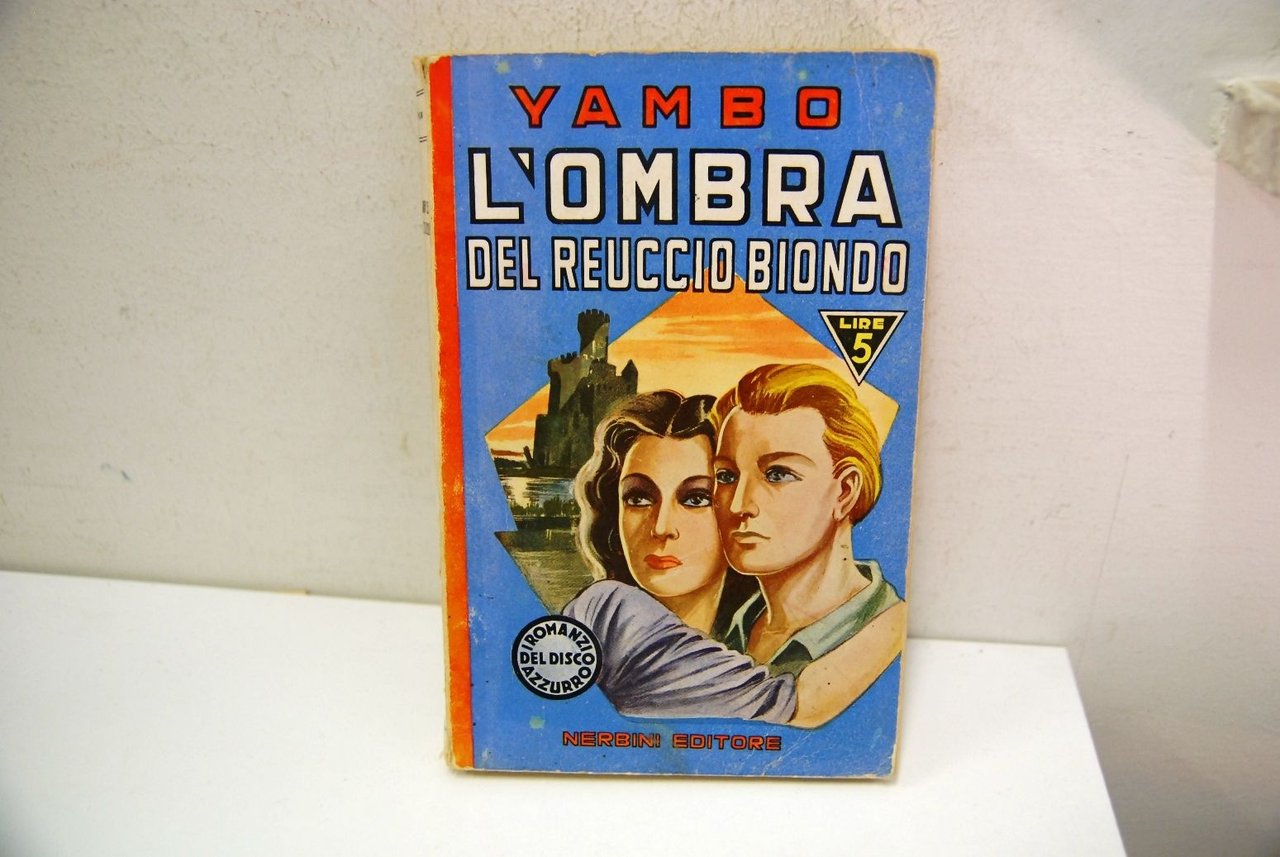 YAMBO
L'OMBRA
DEL REUCCIO BIONDO
LIRE
5
I ROMANZI
DEL DISCO
AZZURRO
NERBINI EDITORE